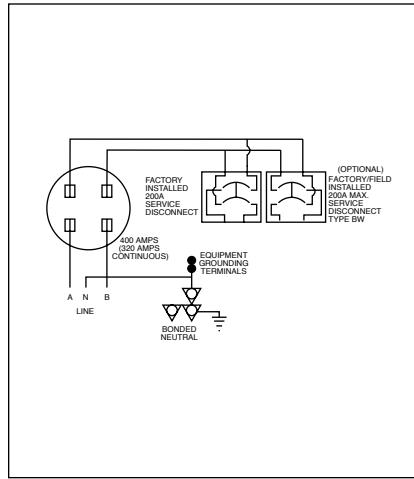 (OPTIONAL)
FACTORY
INSTALLED
200A
SERVICE
DISCONNECT
FACTORY/FIELD
INSTALLED
200A MAX.
SERVICE
DISCONNECT
TYPE BW
400 AMPS
(320 AMPS
CONTINUOUS)
EQUIPMENT
GROUNDING
TERMINALS
A N B
LINE
BONDED
NEUTRAL